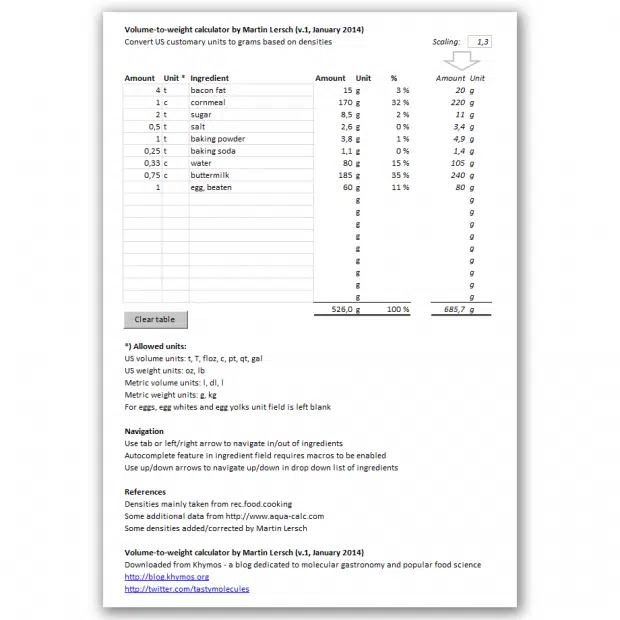 Volume-to-weight calculator by Martin Lersch (v.1, January 2014)
Convert US customary units to grams based on densities Scaling: 1,3
Amount Unit * Ingredient Amount Unit % Amount Unit
4 t bacon fat 15 g 3 % 20 g
1 c cornmeal 170 g 32 % 220 g
2 t sugar 8,5 g 2 % 11 g
0,5 t salt 2,6 g 0 % 3,4 g
1 t baking powder 3,8 g 1 % 4,9 g
0,25 t baking soda 1,1 g 0 % 1,4 g
0,33 c water 80 g 15 % 105 g
0,75 c buttermilk 185 g 35 % 240 g
1 egg, beaten 60 g 11 % 80 g
g g
g g
g g
g g
g g
g g
g g
g g
g g
526,0 g 100 % 685,7 g
Clear table
*) Allowed units:
US volume units: t, T, floz, c, pt, qt, gal
US weight units: oz, lb
Metric volume units: l, dl, l
Metric weight units: g, kg
For eggs, egg whites and egg yolks unit field is left blank
Navigation
Use tab or left/right arrow to navigate in/out of ingredients
Autocomplete feature in ingredient field requires macros to be enabled
Use up/down arrows to navigate up/down in drop down list of ingredients
References
Densities mainly taken from rec.food.cooking
Some additional data from http://www.aqua-calc.com
Some densities added/corrected by Martin Lersch
Volume-to-weight calculator by Martin Lersch (v.1, January 2014)
Downloaded from Khymos - a blog dedicated to molecular gastronomy and popular food science
http://blog.khymos.org
http://twitter.com/tastymolecules